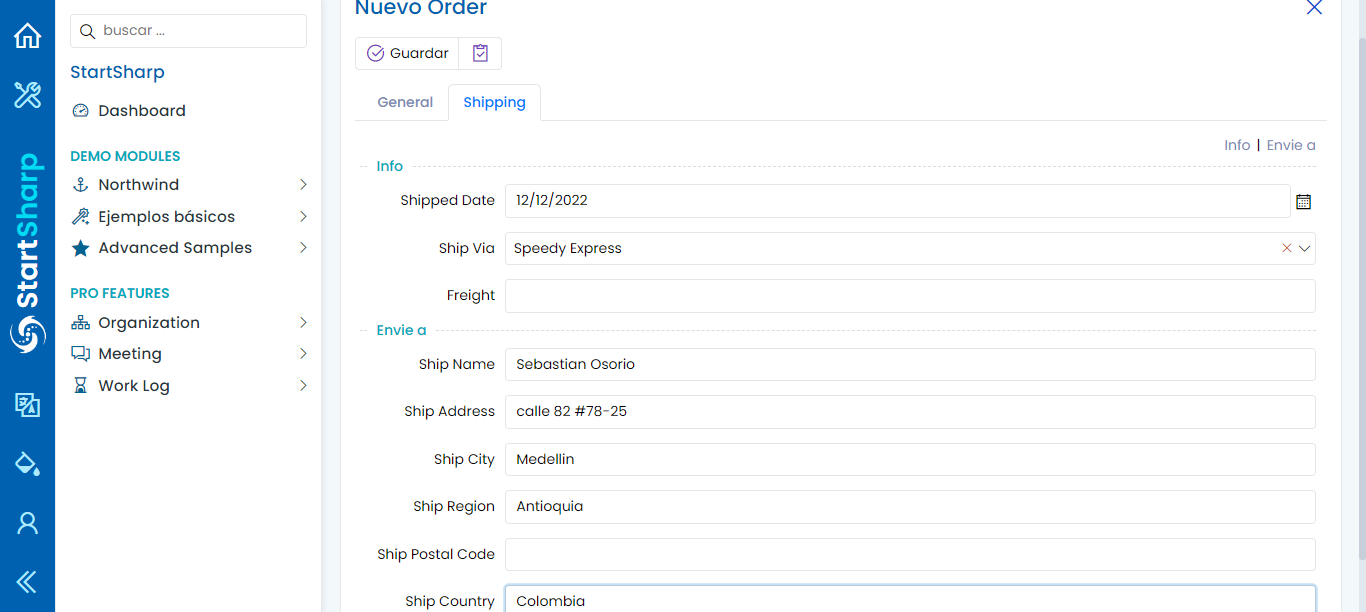 StartSharp
buscar ...
StartSharp
Dashboard
DEMO MODULES
Northwind
Ejemplos básicos
Advanced Samples
PRO FEATURES
Organization
Meeting
Work Log
Nuevo Order
Guardar
General
Shipping
Info | Envie a
Info
Shipped Date 12/12/2022
Ship Via Speedy Express
Freight
Envie a
Ship Name Sebastian Osorio
Ship Address calle 82 #78-25
Ship City Medellin
Ship Region Antioquia
Ship Postal Code
Ship Country Colombia